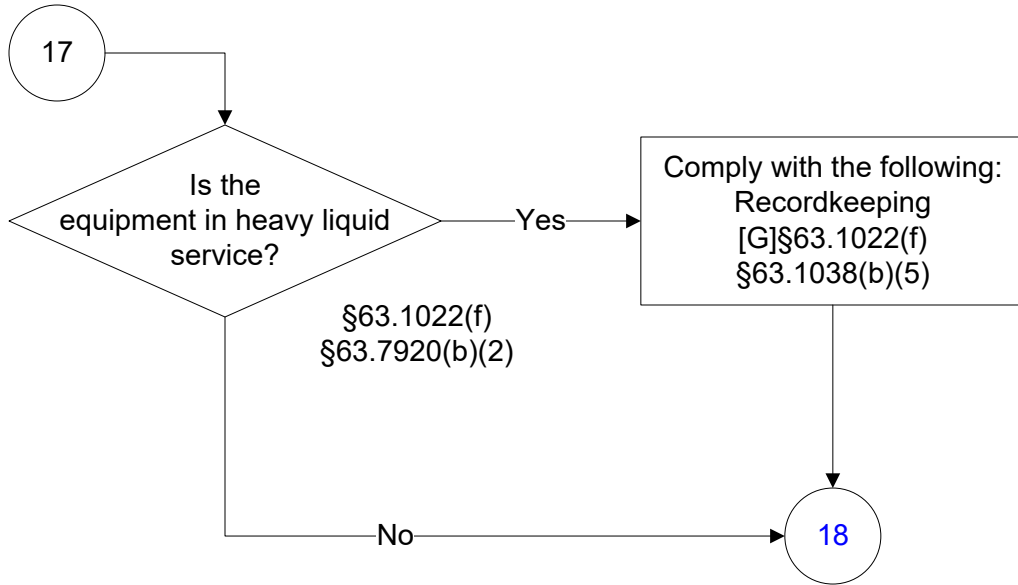 17
Is the
equipment in heavy liquid
service?
Yes
Comply with the following:
Recordkeeping
[G]§63.1022(f)
§63.1038(b)(5)
§63.1022(f)
§63.7920(b)(2)
No
18